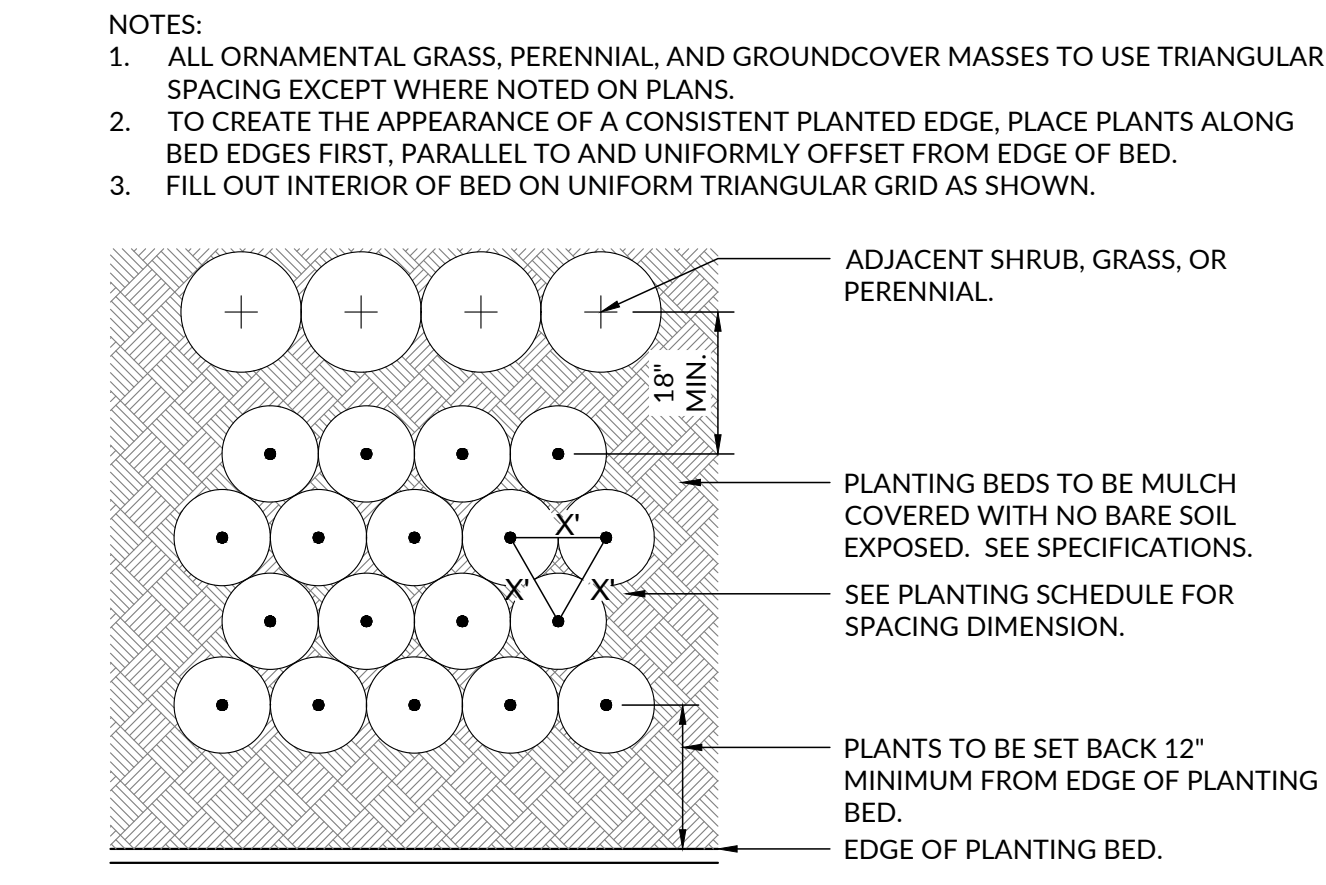 NOTES:
1. ALL ORNAMENTAL GRASS, PERENNIAL, AND GROUNDCOVER MASSES TO USE TRIANGULAR
SPACING EXCEPT WHERE NOTED ON PLANS.
2. TO CREATE THE APPEARANCE OF A CONSISTENT PLANTED EDGE, PLACE PLANTS ALONG
BED EDGES FIRST, PARALLEL TO AND UNIFORMLY OFFSET FROM EDGE OF BED.
3. FILL OUT INTERIOR OF BED ON UNIFORM TRIANGULAR GRID AS SHOWN.
ADJACENT SHRUB, GRASS, OR
PERENNIAL.
18"
MIN.
PLANTING BEDS TO BE MULCH
COVERED WITH NO BARE SOIL
EXPOSED. SEE SPECIFICATIONS.
X'
X'
X'
SEE PLANTING SCHEDULE FOR
SPACING DIMENSION.
PLANTS TO BE SET BACK 12"
MINIMUM FROM EDGE OF PLANTING
BED.
EDGE OF PLANTING BED.